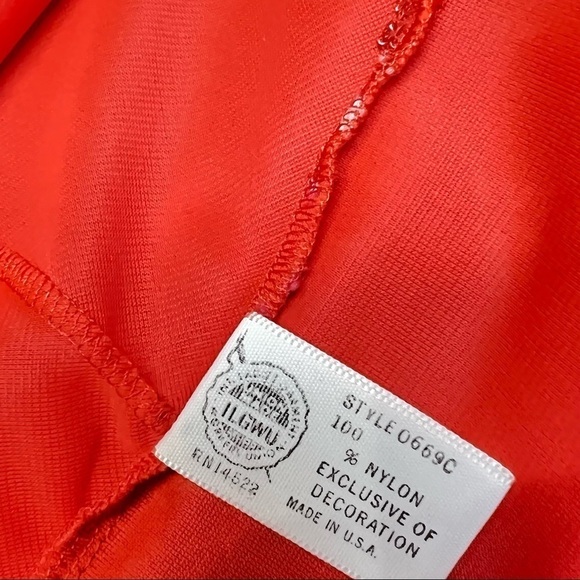 ILGWU
RN14522
STYLE 0669C
100
% NYLON
EXCLUSIVE OF
DECORATION
MADE IN U.S.A.